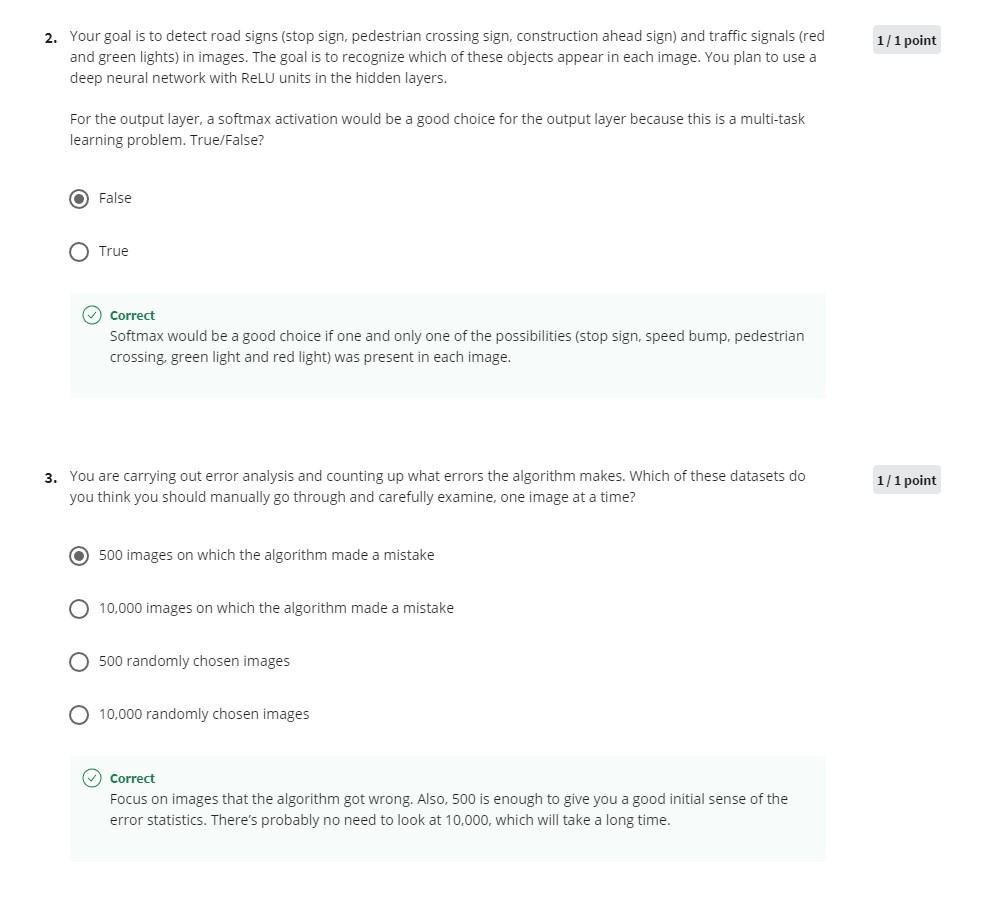 2. Your goal is to detect road signs (stop sign, pedestrian crossing sign, construction ahead sign) and traffic signals (red
1 / 1 point
and green lights) in images. The goal is to recognize which of these objects appear in each image. You plan to use a
deep neural network with ReLU units in the hidden layers.
For the output layer, a softmax activation would be a good choice for the output layer because this is a multi-task
learning problem. True/False?
False
True
Correct
Softmax would be a good choice if one and only one of the possibilities (stop sign, speed bump, pedestrian
crossing, green light and red light) was present in each image.
3. You are carrying out error analysis and counting up what errors the algorithm makes. Which of these datasets do
1 / 1 point
you think you should manually go through and carefully examine, one image at a time?
500 images on which the algorithm made a mistake
10,000 images on which the algorithm made a mistake
500 randomly chosen images
10,000 randomly chosen images
Correct
Focus on images that the algorithm got wrong. Also, 500 is enough to give you a good initial sense of the
error statistics. There’s probably no need to look at 10,000, which will take a long time.